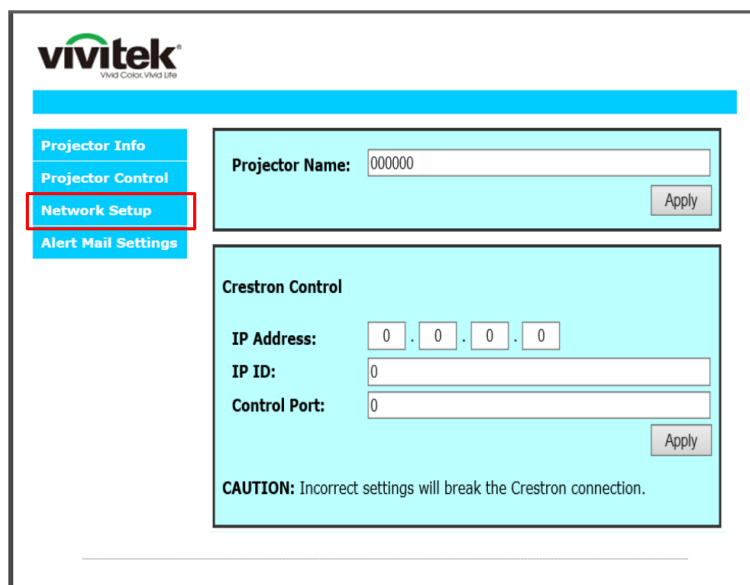 vivitek®
Vivid Color, Vivid Life
Projector Info
Projector Control
Network Setup
Alert Mail Settings
Projector Name: 000000
Apply
Crestron Control
IP Address: 0 . 0 . 0 . 0
IP ID: 0
Control Port: 0
Apply
CAUTION: Incorrect settings will break the Crestron connection.